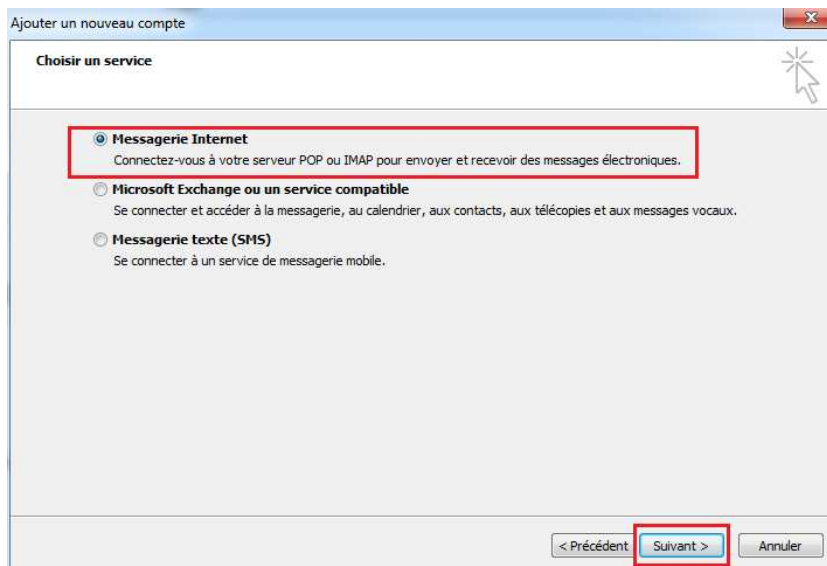 Ajouter un nouveau compte
Choisir un service
Messagerie Internet
Connectez-vous à votre serveur POP ou IMAP pour envoyer et recevoir des messages électroniques.
Microsoft Exchange ou un service compatible
Se connecter et accéder à la messagerie, au calendrier, aux contacts, aux télécopies et aux messages vocaux.
Messagerie texte (SMS)
Se connecter à un service de messagerie mobile.
< Précédent Suivant > Annuler